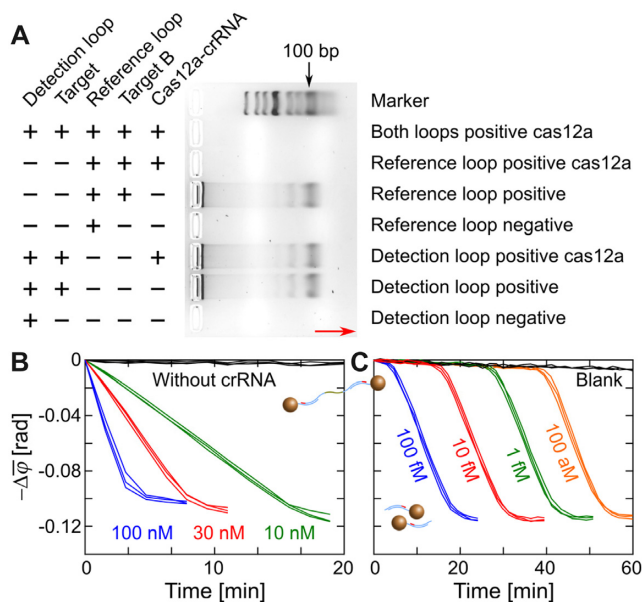 A
Detection loop
Target
Reference loop
Target B
Cas12a-crRNA
100 bp
Marker
+ + + + + Both loops positive cas12a
− − + + + Reference loop positive cas12a
− − + + − Reference loop positive
− − + − − Reference loop negative
+ + − − + Detection loop positive cas12a
+ + − − − Detection loop positive
+ − − − − Detection loop negative
B
0
-0.04
-0.08
-0.12
−Δφ̅ [rad]
Without crRNA
100 nM
30 nM
10 nM
0 10 20
Time [min]
C
Blank
100 fM
10 fM
1 fM
100 aM
0 20 40 60
Time [min]